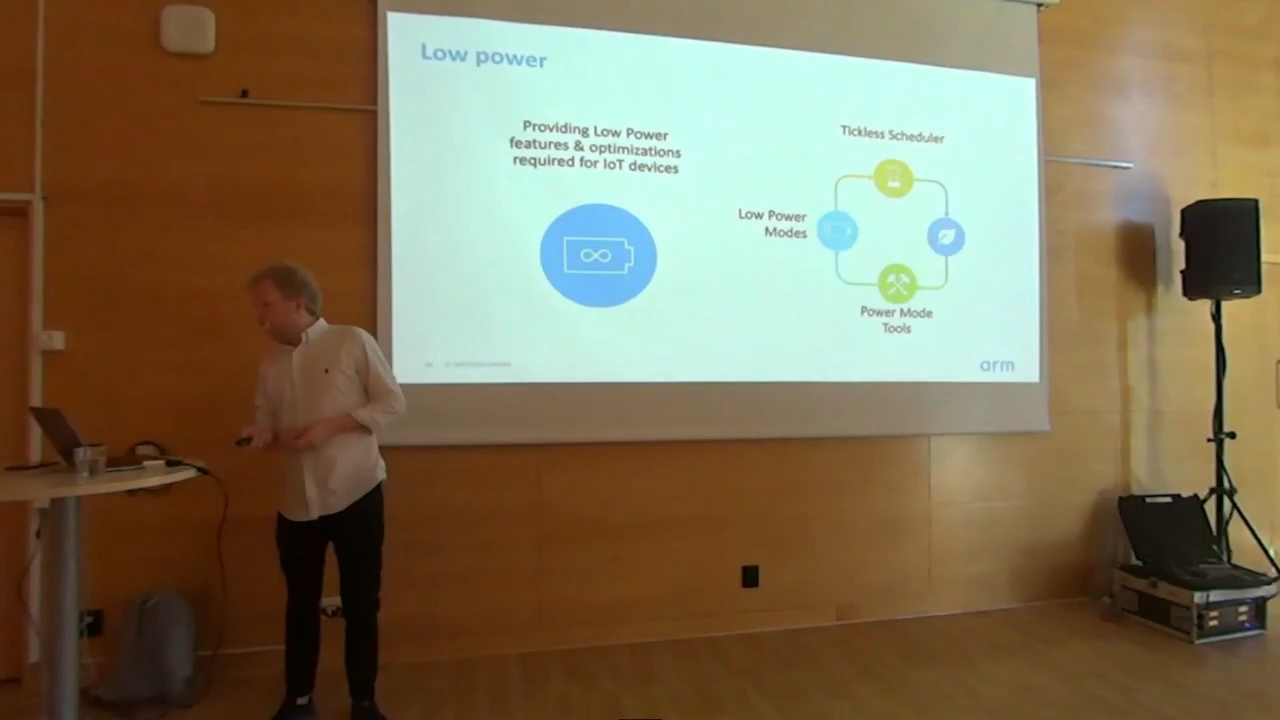 Low power
Providing Low Power
features & optimizations
required for IoT devices
Tickless Scheduler
Low Power
Modes
Power Mode
Tools
arm